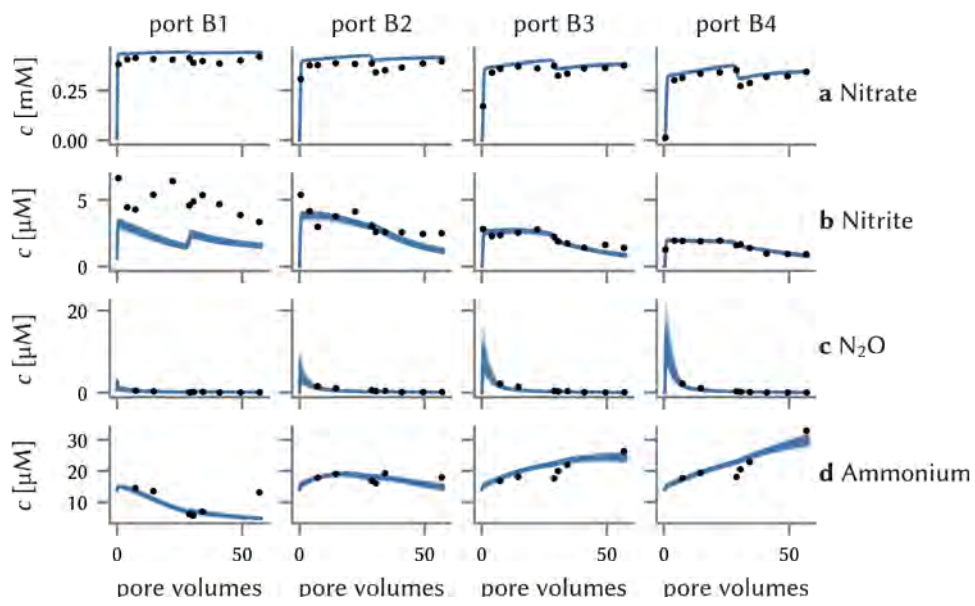 port B1 port B2 port B3 port B4
c [mM]
0.25
0.00
a Nitrate
c [µM]
5
0
b Nitrite
c [µM]
20
0
c N₂O
c [µM]
30
20
10
d Ammonium
0 50 0 50 0 50 0 50
pore volumes pore volumes pore volumes pore volumes